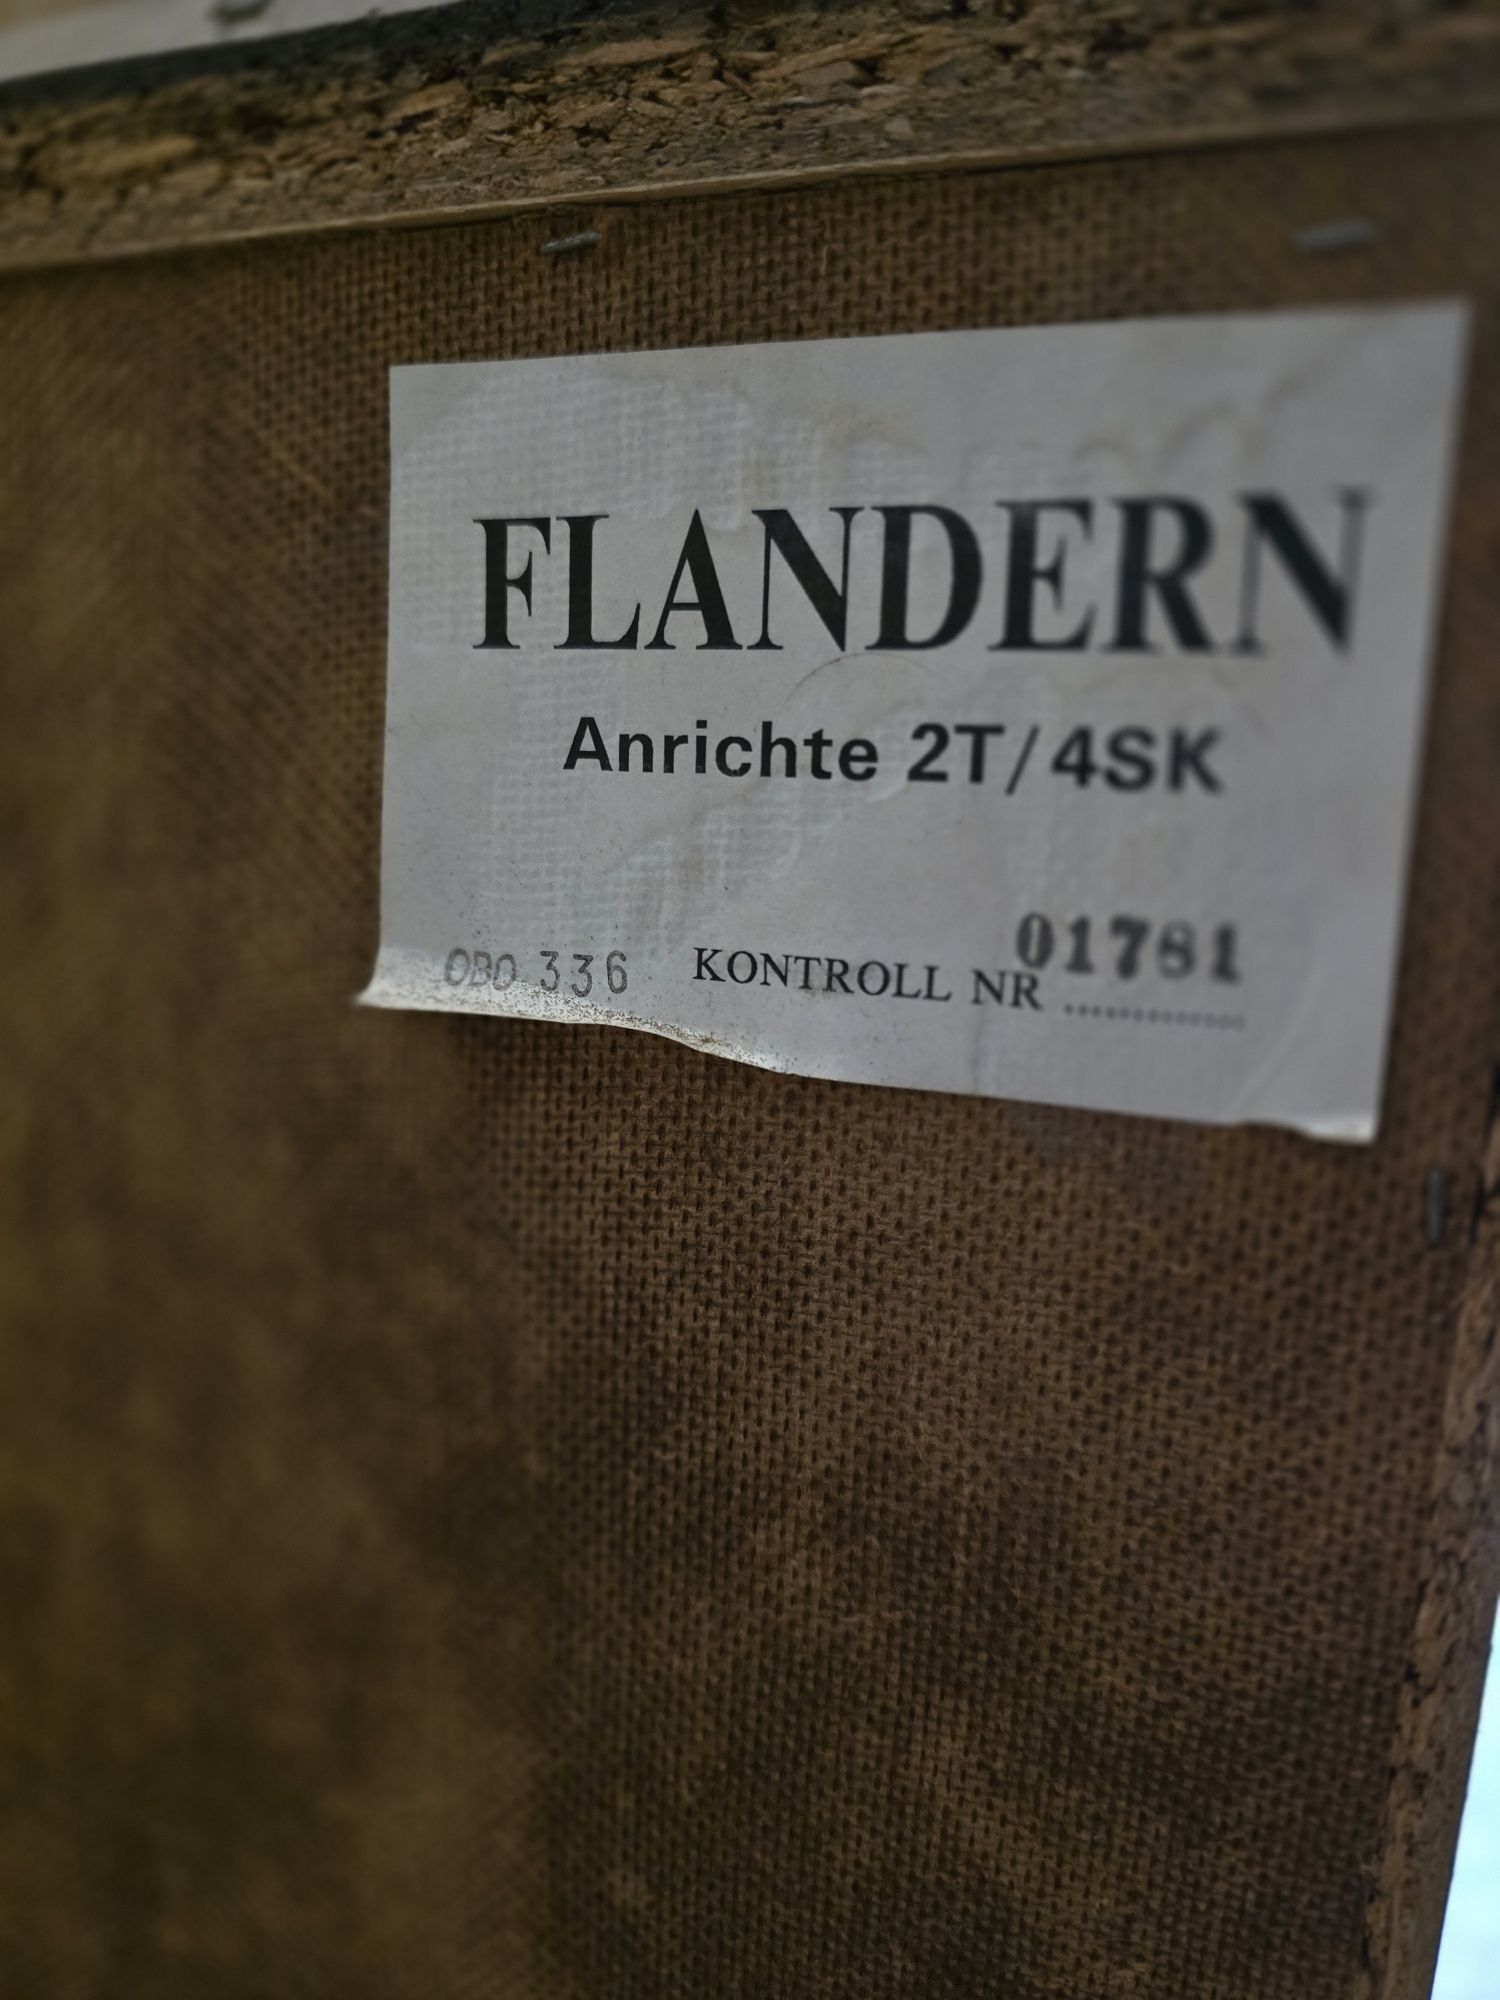 FLANDERN
Anrichte 2T/4SK
OBO 336 KONTROLL NR 01781